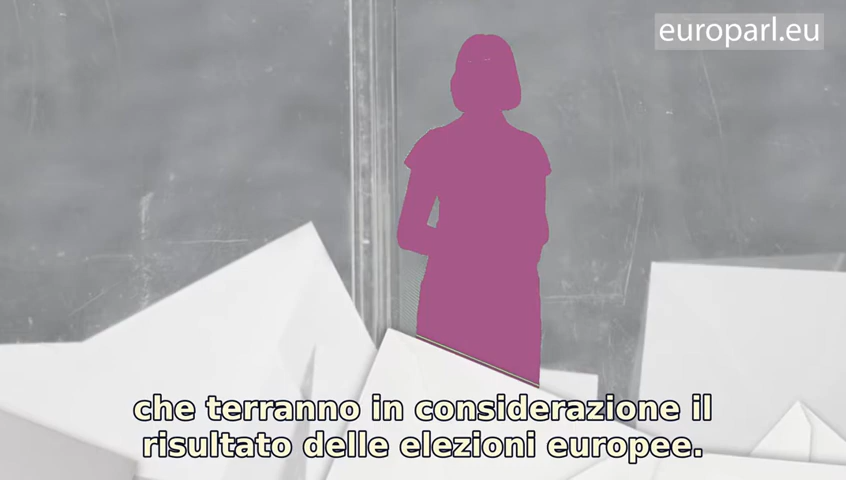 europarl.eu
che terranno in considerazione il
risultato delle elezioni europee.